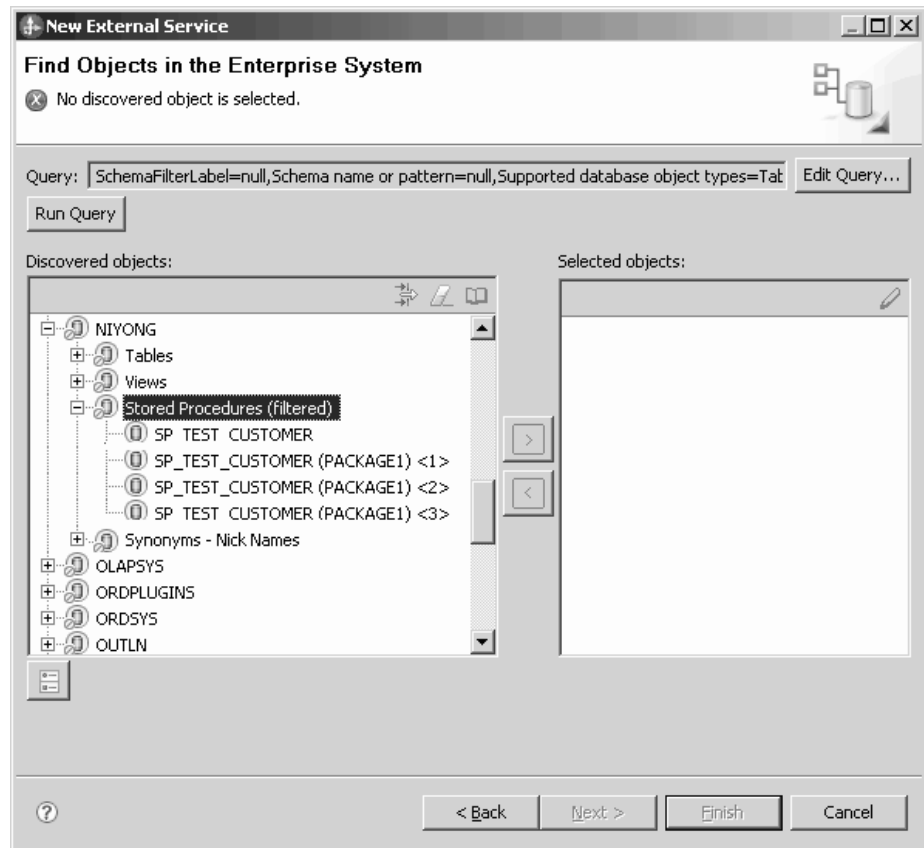 New External Service
Find Objects in the Enterprise System
No discovered object is selected.
Query: SchemaFilterLabel=null,Schema name or pattern=null,Supported database object types=Tab Edit Query...
Run Query
Discovered objects: Selected objects:
NIYONG
Tables
Views
Stored Procedures (filtered)
SP_TEST_CUSTOMER
SP_TEST_CUSTOMER (PACKAGE1) <1>
SP_TEST_CUSTOMER (PACKAGE1) <2>
SP_TEST_CUSTOMER (PACKAGE1) <3>
Synonyms - Nick Names
OLAPSYS
ORDPLUGINS
ORDSYS
OUTLN
< Back Next > Finish Cancel